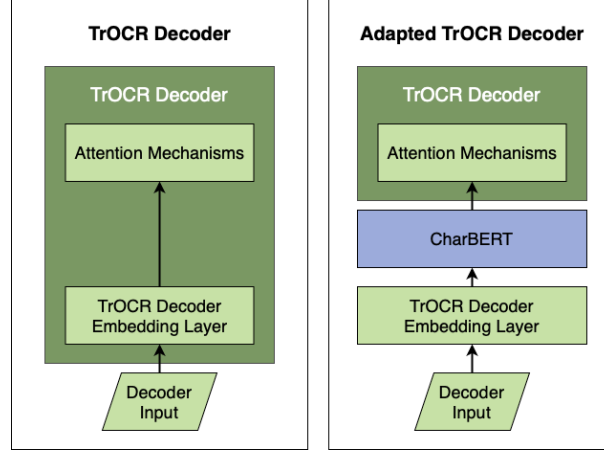 TrOCR Decoder
TrOCR Decoder
Attention Mechanisms
TrOCR Decoder
Embedding Layer
Decoder
Input
Adapted TrOCR Decoder
TrOCR Decoder
Attention Mechanisms
CharBERT
TrOCR Decoder
Embedding Layer
Decoder
Input